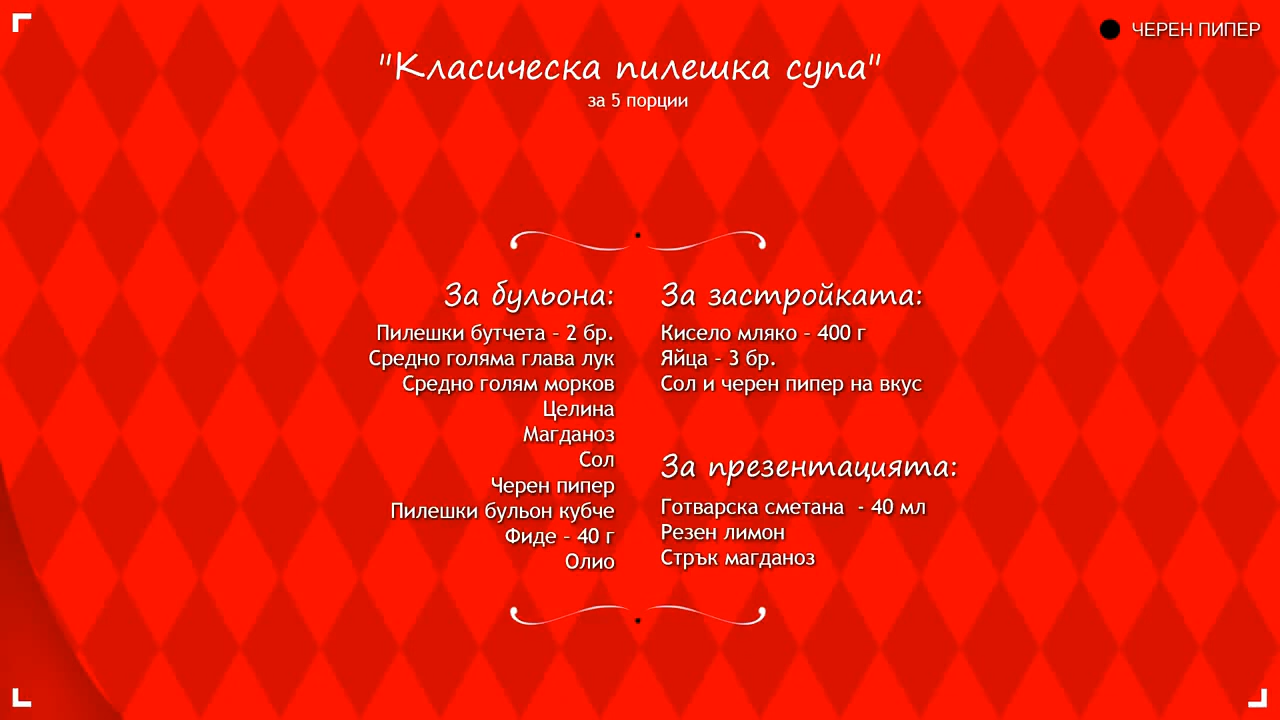 ЧЕРЕН ПИПЕР
"Класическа пилешка супа"
за 5 порции
За бульона:
Пилешки бутчета – 2 бр.
Средно голяма глава лук
Средно голям морков
Целина
Магданоз
Сол
Черен пипер
Пилешки бульон кубче
Фиде – 40 г
Олио
За застройката:
Кисело мляко – 400 г
Яйца – 3 бр.
Сол и черен пипер на вкус
За презентацията:
Готварска сметана - 40 мл
Резен лимон
Стрък магданоз